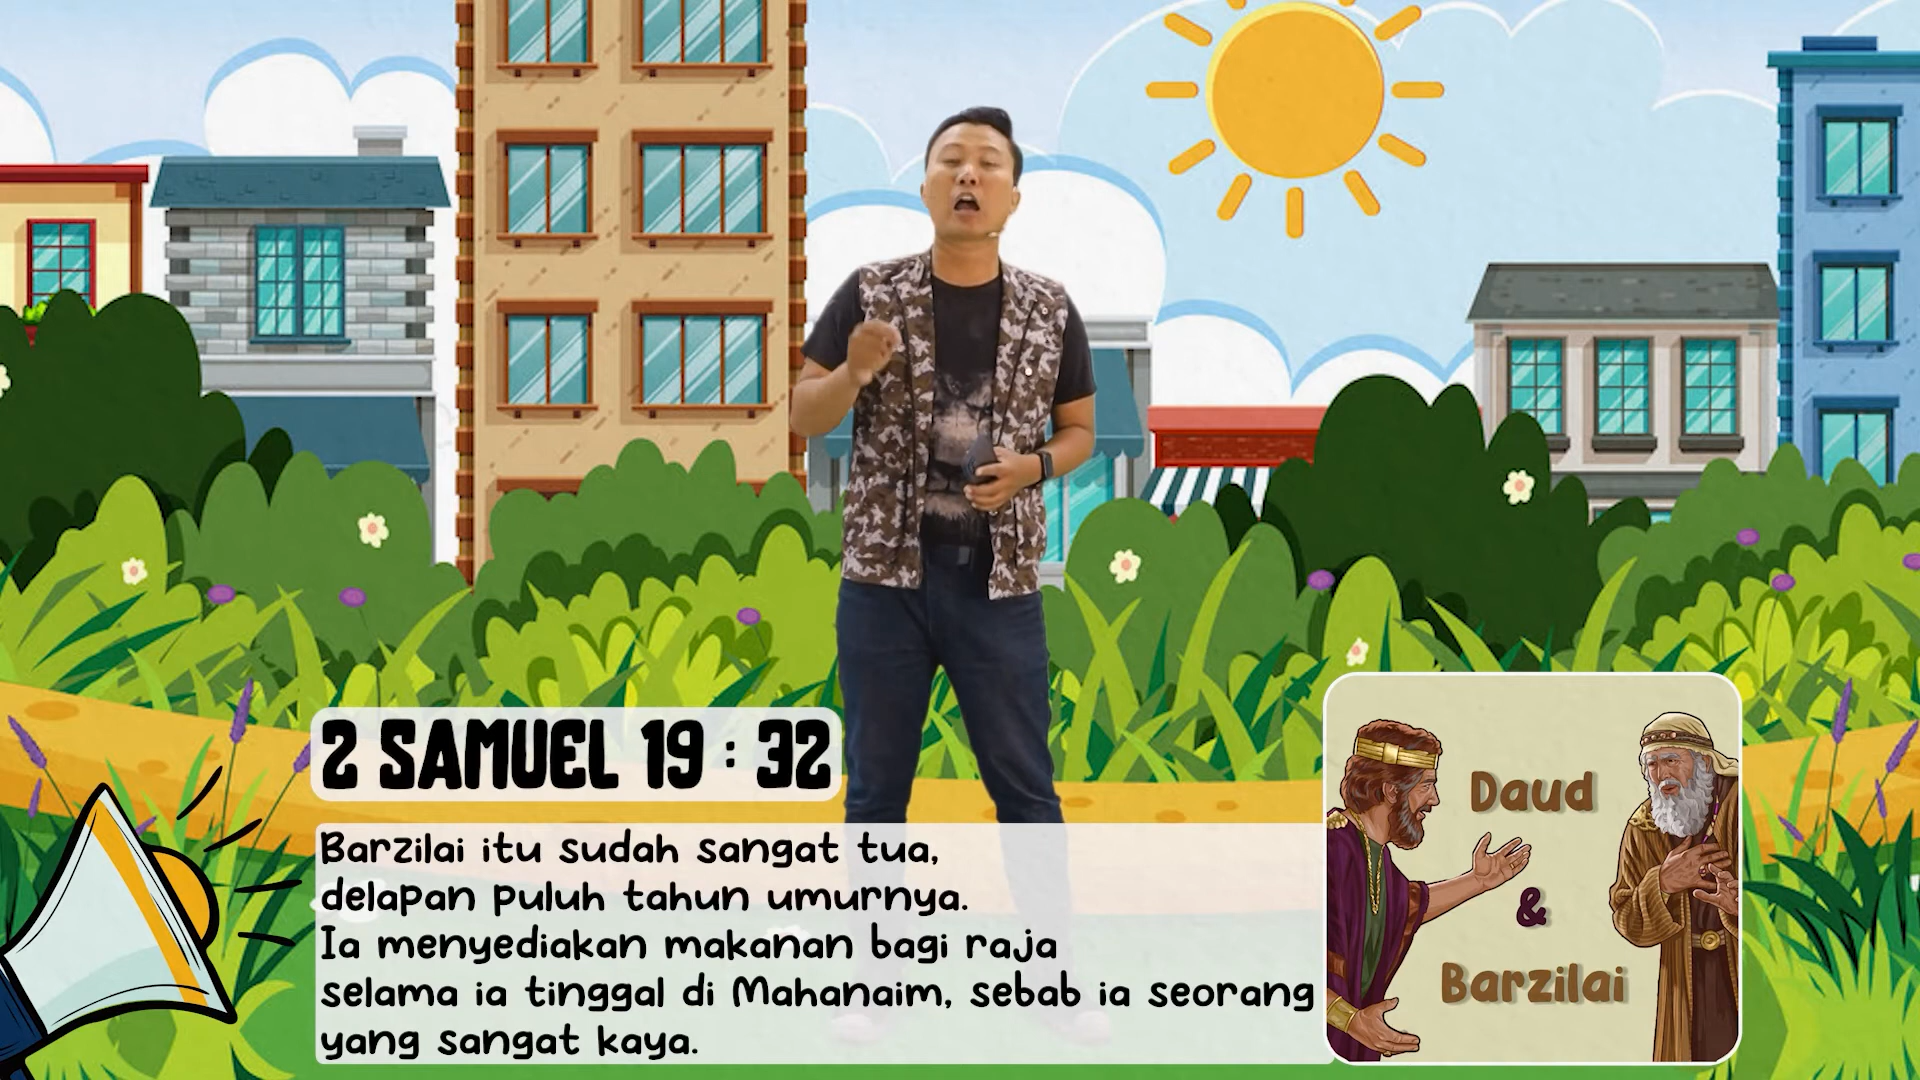 2 SAMUEL 19 : 32
Barzilai itu sudah sangat tua,
delapan puluh tahun umurnya.
Ia menyediakan makanan bagi raja
selama ia tinggal di Mahanaim, sebab ia seorang
yang sangat kaya.
Daud
&
Barzilai